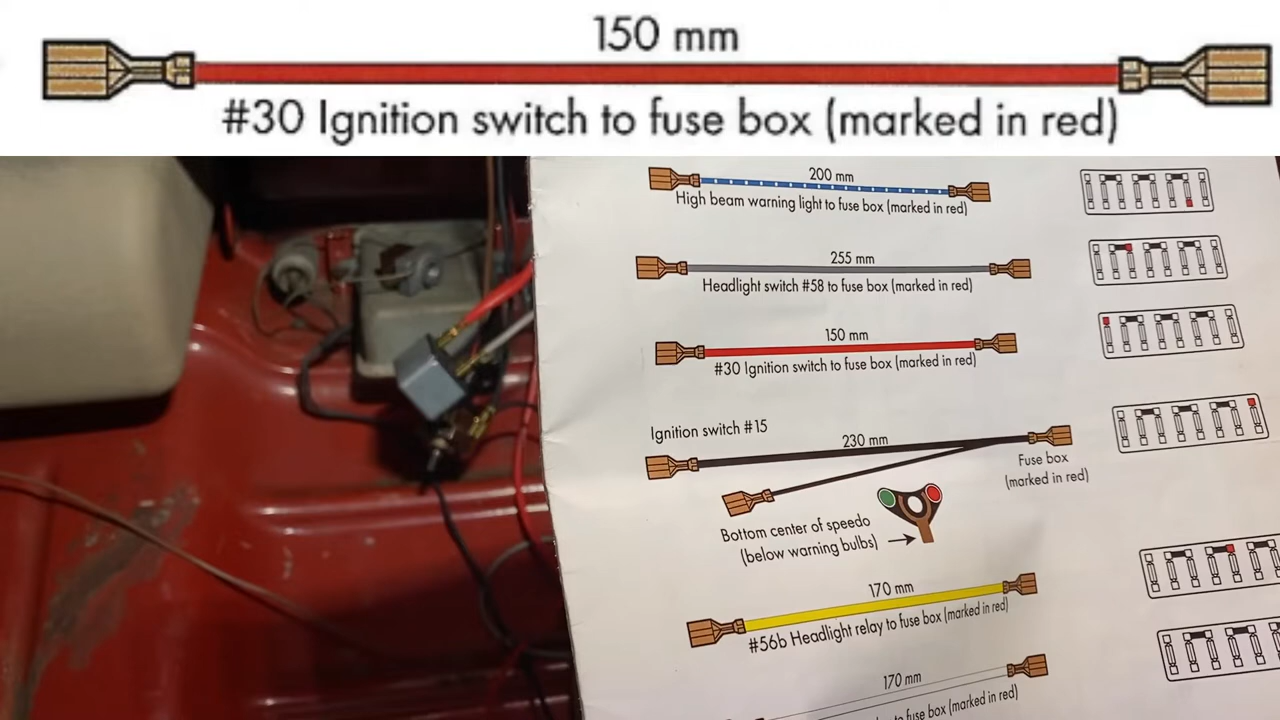 150 mm
#30 Ignition switch to fuse box (marked in red)
200 mm
High beam warning light to fuse box (marked in red)
255 mm
Headlight switch #58 to fuse box (marked in red)
150 mm
#30 Ignition switch to fuse box (marked in red)
Ignition switch #15
230 mm
Fuse box
(marked in red)
Bottom center of speedo
(below warning bulbs)
170 mm
#56b Headlight relay to fuse box (marked in red)
170 mm
to fuse box (marked in red)